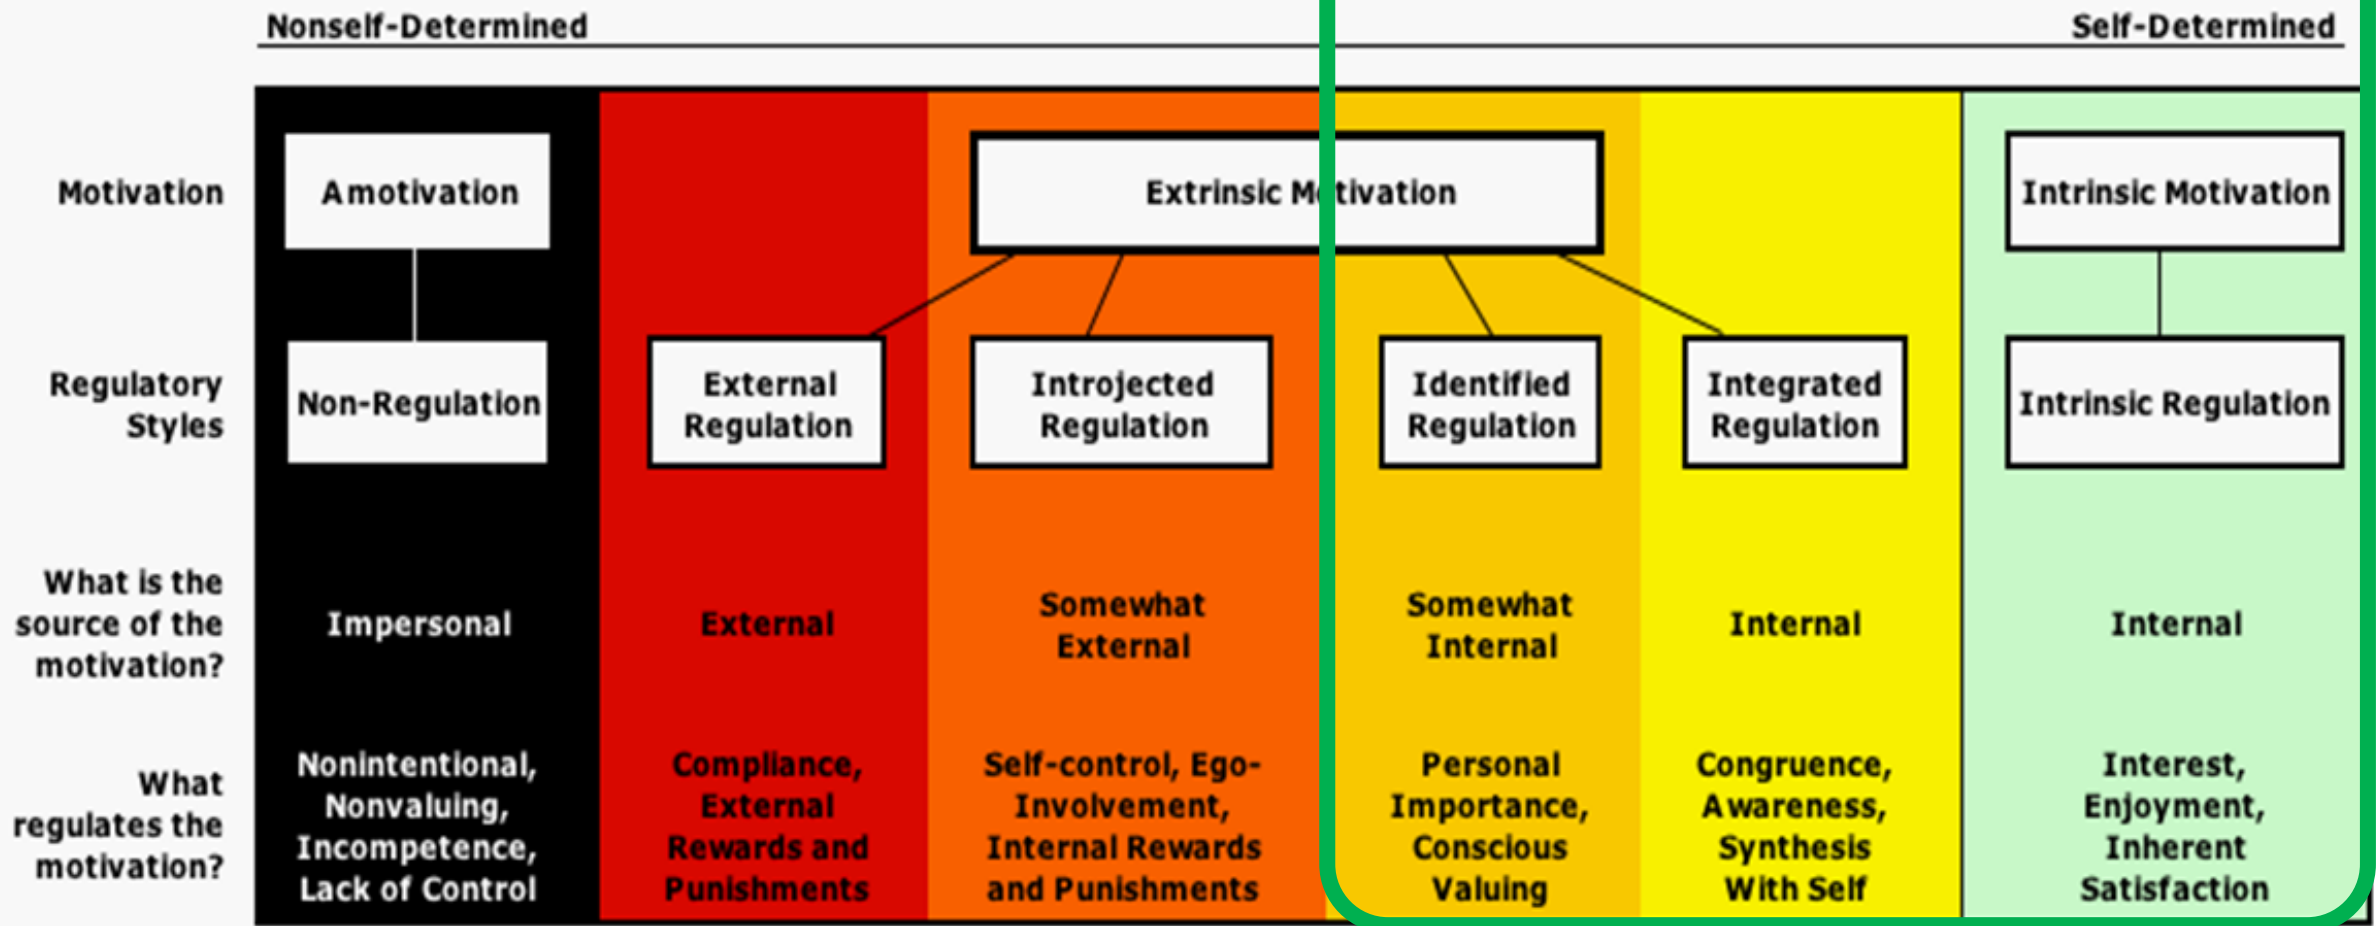 Nonself-Determined
Self-Determined
Motivation
Amotivation
Extrinsic Motivation
Intrinsic Motivation
Regulatory
Styles
Non-Regulation
External
Regulation
Introjected
Regulation
Identified
Regulation
Integrated
Regulation
Intrinsic Regulation
What is the
source of the
motivation?
Impersonal
External
Somewhat
External
Somewhat
Internal
Internal
Internal
What
regulates the
motivation?
Nonintentional,
Nonvaluing,
Incompetence,
Lack of Control
Compliance,
External
Rewards and
Punishments
Self-control, Ego-
Involvement,
Internal Rewards
and Punishments
Personal
Importance,
Conscious
Valuing
Congruence,
Awareness,
Synthesis
With Self
Interest,
Enjoyment,
Inherent
Satisfaction